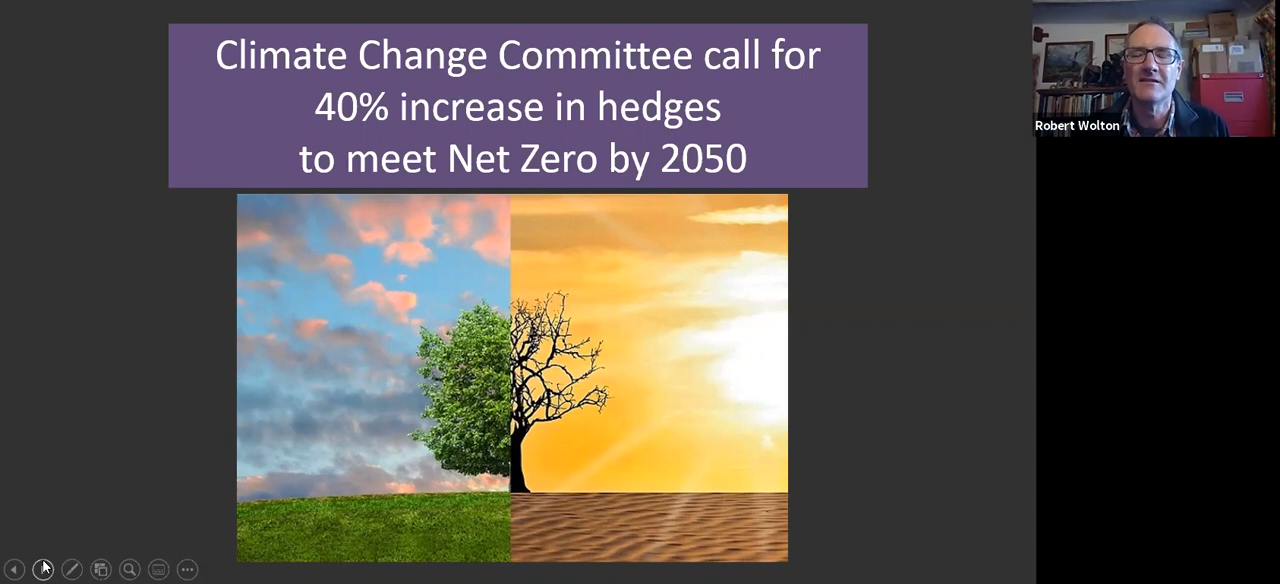 Climate Change Committee call for
40% increase in hedges
to meet Net Zero by 2050
Robert Wolton